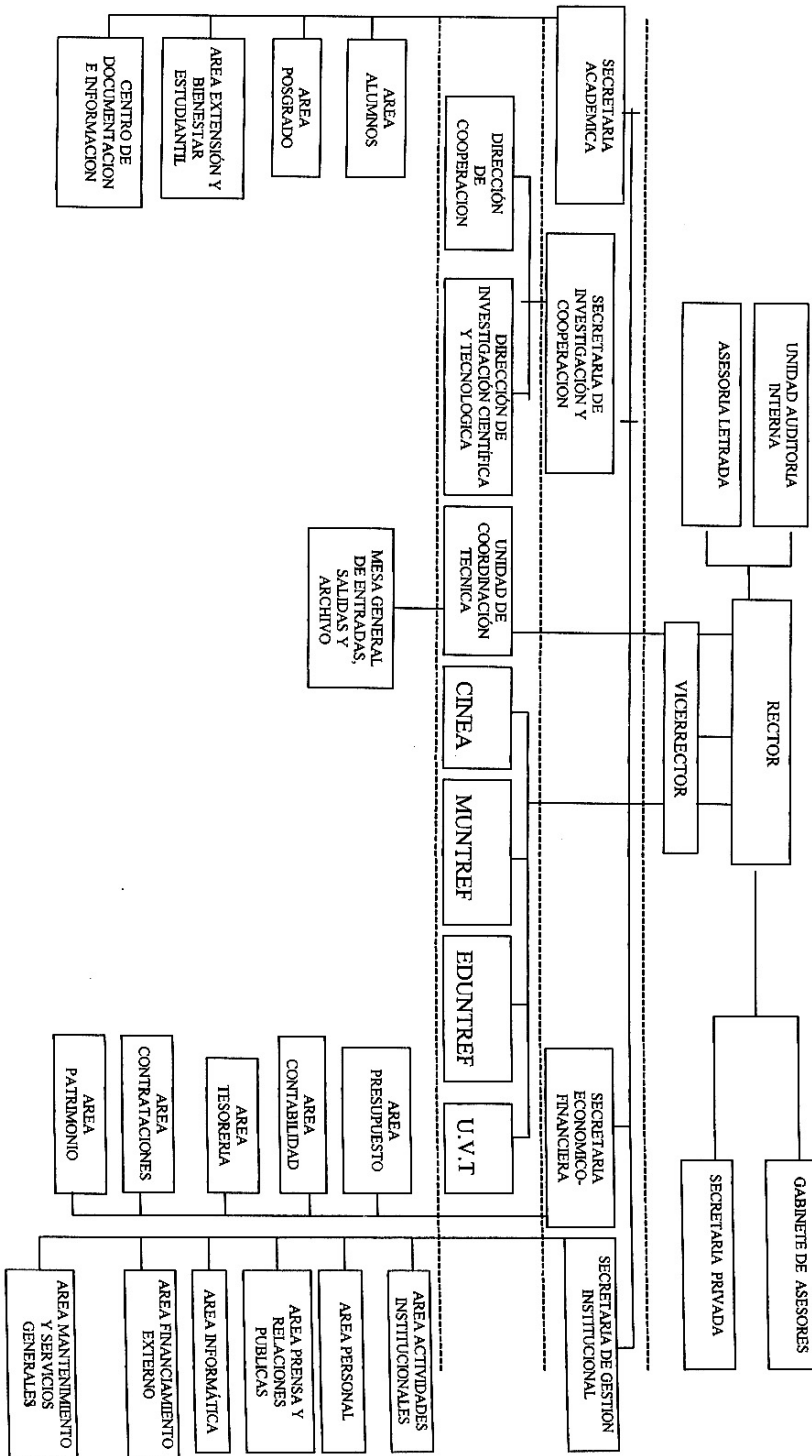 RECTOR
VICERRECTOR
UNIDAD AUDITORIA
INTERNA
ASESORIA LETRADA
GABINETE DE ASESORES
SECRETARIA PRIVADA
SECRETARIA
ACADEMICA
SECRETARIA DE
INVESTIGACIÓN Y
COOPERACION
SECRETARIA
ECONOMICO-
FINANCIERA
SECRETARIA DE GESTION
INSTITUCIONAL
DIRECCIÓN
DE
COOPERACION
DIRECCIÓN DE
INVESTIGACIÓN CIENTÍFICA
Y TECNOLOGICA
UNIDAD DE
COORDINACIÓN
TECNICA
CINEA
MUNTREF
EDUNTREF
U.V.T
AREA
ALUMNOS
AREA
POSGRADO
AREA EXTENSIÓN Y
BIENESTAR
ESTUDIANTIL
CENTRO DE
DOCUMENTACION
E INFORMACION
MESA GENERAL
DE ENTRADAS,
SALIDAS Y
ARCHIVO
AREA
PRESUPUESTO
AREA
CONTABILIDAD
AREA
TESORERIA
AREA
CONTRATACIONES
AREA
PATRIMONIO
AREA ACTIVIDADES
INSTITUCIONALES
AREA PERSONAL
AREA PRENSA Y
RELACIONES
PUBLICAS
AREA INFORMÁTICA
AREA FINANCIAMIENTO
EXTERNO
AREA MANTENIMIENTO
Y SERVICIOS
GENERALES